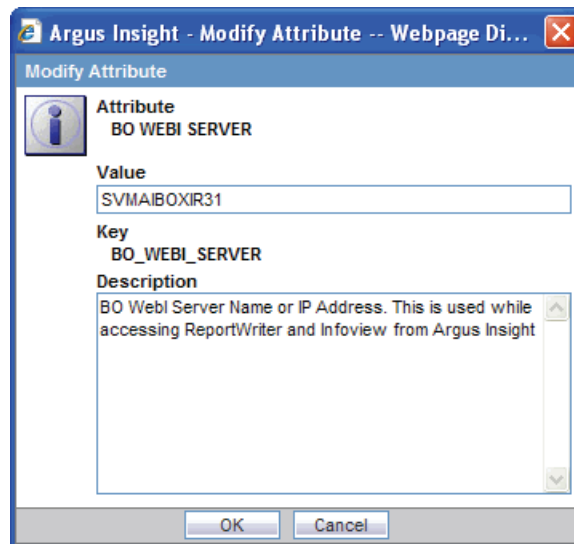 Argus Insight - Modify Attribute -- Webpage Di...
Modify Attribute
Attribute
BO WEBI SERVER
Value
SVMAIBOXIR31
Key
BO_WEBI_SERVER
Description
BO WebI Server Name or IP Address. This is used while
accessing ReportWriter and Infoview from Argus Insight
OK Cancel